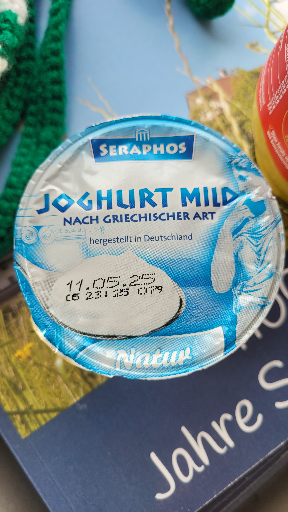 SERAPHOS
JOGHURT MILD
NACH GRIECHISCHER ART
hergestellt in Deutschland
11.05.25
Natur
Jahre S